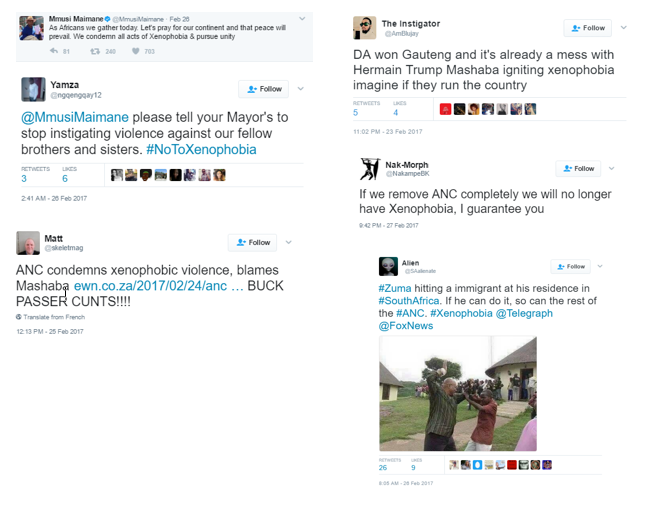 Mmusi Maimane @MmusiMaimane · Feb 26
As Africans we gather today. Let's pray for our continent and that peace will
prevail. We condemn all acts of Xenophobia & pursue unity
81 240 703
Yamza
@ngqengqay12
Follow
@MmusiMaimane please tell your Mayor's to
stop instigating violence against our fellow
brothers and sisters. #NoToXenophobia
RETWEETS LIKES
3 6
2:41 AM - 26 Feb 2017
Matt
@skeletmag
Follow
ANC condemns xenophobic violence, blames
Mashaba ewn.co.za/2017/02/24/anc … BUCK
PASSER CUNTS!!!!
Translate from French
12:13 PM - 25 Feb 2017
The Instigator
@AmBlujay
Follow
DA won Gauteng and it's already a mess with
Hermain Trump Mashaba igniting xenophobia
imagine if they run the country
RETWEETS LIKES
5 4
11:02 PM - 23 Feb 2017
Nak-Morph
@NakampeBK
Follow
If we remove ANC completely we will no longer
have Xenophobia, I guarantee you
9:42 PM - 27 Feb 2017
Alien
@SAalienate
Follow
#Zuma hitting a immigrant at his residence in
#SouthAfrica. If he can do it, so can the rest of
the #ANC. #Xenophobia @Telegraph
@FoxNews
RETWEETS LIKES
26 9
8:05 AM - 26 Feb 2017